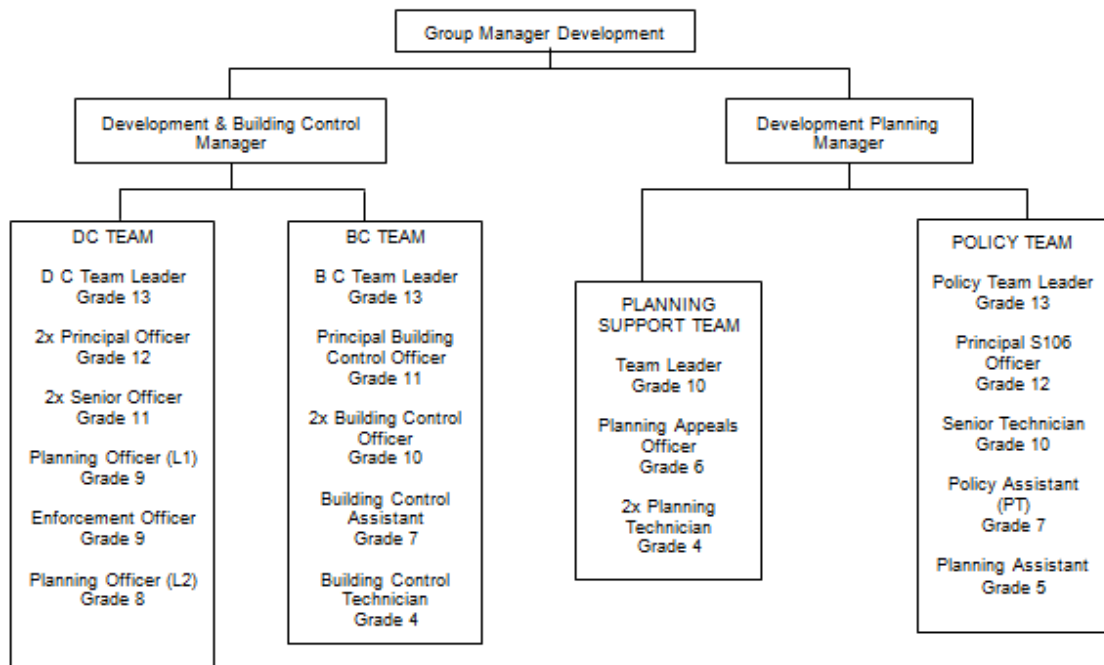 Group Manager Development
Development & Building Control
Manager
Development Planning
Manager
DC TEAM
D C Team Leader
Grade 13
2x Principal Officer
Grade 12
2x Senior Officer
Grade 11
Planning Officer (L1)
Grade 9
Enforcement Officer
Grade 9
Planning Officer (L2)
Grade 8
BC TEAM
B C Team Leader
Grade 13
Principal Building
Control Officer
Grade 11
2x Building Control
Officer
Grade 10
Building Control
Assistant
Grade 7
Building Control
Technician
Grade 4
PLANNING
SUPPORT TEAM
Team Leader
Grade 10
Planning Appeals
Officer
Grade 6
2x Planning
Technician
Grade 4
POLICY TEAM
Policy Team Leader
Grade 13
Principal S106
Officer
Grade 12
Senior Technician
Grade 10
Policy Assistant
(PT)
Grade 7
Planning Assistant
Grade 5